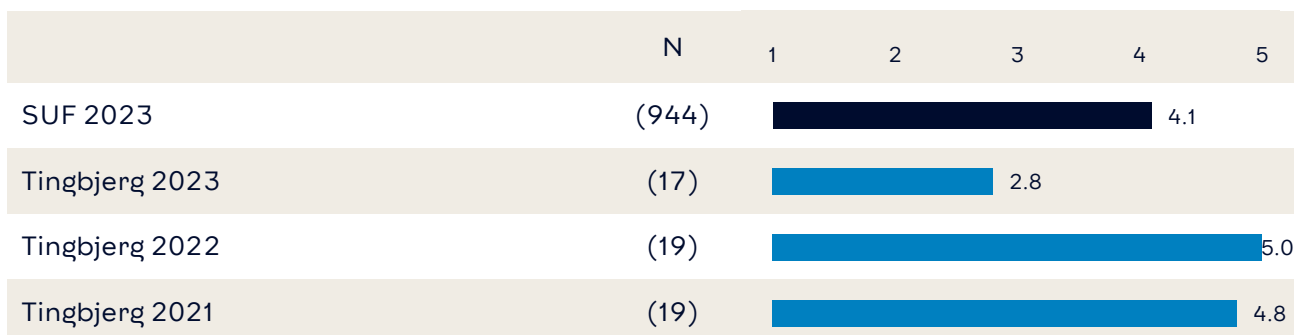 N 1 2 3 4 5
SUF 2023 (944) 4.1
Tingbjerg 2023 (17) 2.8
Tingbjerg 2022 (19) 5.0
Tingbjerg 2021 (19) 4.8